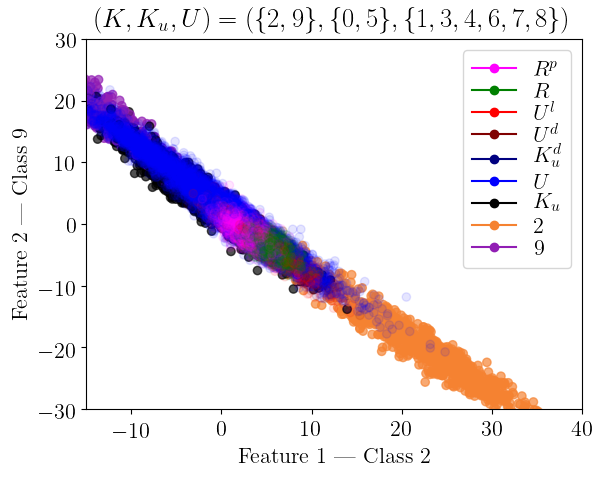 (K, K_u, U) = ({2, 9}, {0, 5}, {1, 3, 4, 6, 7, 8})
30
20
10
0
−10
−20
−30
Feature 2 — Class 9
R^p
R
U^l
U^d
K_u^d
U
K_u
2
9
−10
0
10
20
30
40
Feature 1 — Class 2